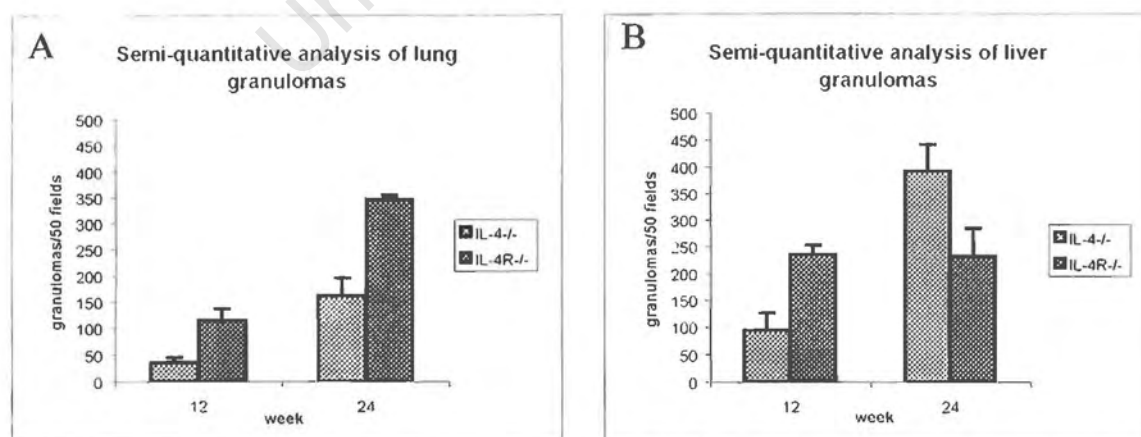 A
Semi-quantitative analysis of lung
granulomas
granulomas/50 fields
500
450
400
350
300
250
200
150
100
50
0
12
24
week
IL-4-/-
IL-4R-/-
B
Semi-quantitative analysis of liver
granulomas
granulomas/50 fields
500
450
400
350
300
250
200
150
100
50
0
12
24
week
IL-4-/-
IL-4R-/-